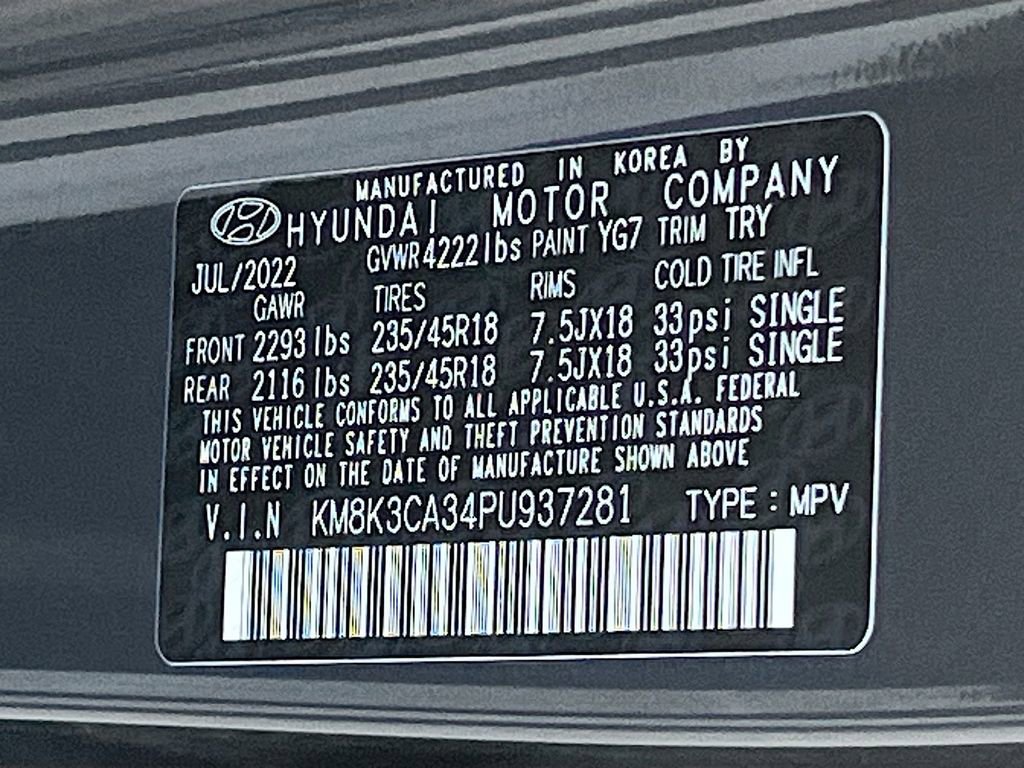 MANUFACTURED IN KOREA BY
HYUNDAI MOTOR COMPANY
JUL/2022 GVWR 4222 lbs PAINT YG7 TRIM TRY
GAWR TIRES RIMS COLD TIRE INFL
FRONT 2293 lbs 235/45R18 7.5JX18 33psi SINGLE
REAR 2116 lbs 235/45R18 7.5JX18 33psi SINGLE
THIS VEHICLE CONFORMS TO ALL APPLICABLE U.S.A. FEDERAL
MOTOR VEHICLE SAFETY AND THEFT PREVENTION STANDARDS
IN EFFECT ON THE DATE OF MANUFACTURE SHOWN ABOVE
V.I.N KM8K3CA34PU937281 TYPE : MPV